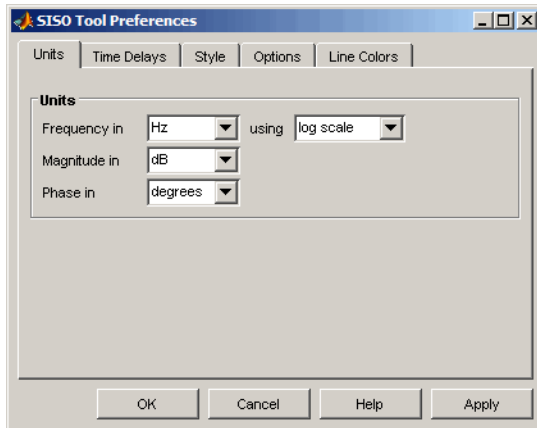 SISO Tool Preferences
Units Time Delays Style Options Line Colors
Units
Frequency in Hz using log scale
Magnitude in dB
Phase in degrees
OK Cancel Help Apply